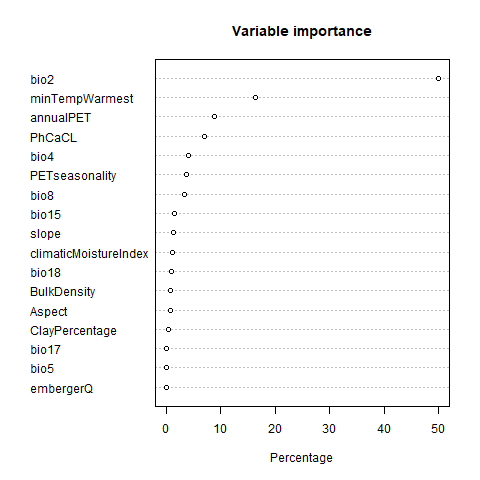 Variable importance
bio2
minTempWarmest
annualPET
PhCaCL
bio4
PETseasonality
bio8
bio15
slope
climaticMoistureIndex
bio18
BulkDensity
Aspect
ClayPercentage
bio17
bio5
embergerQ
0 10 20 30 40 50
Percentage